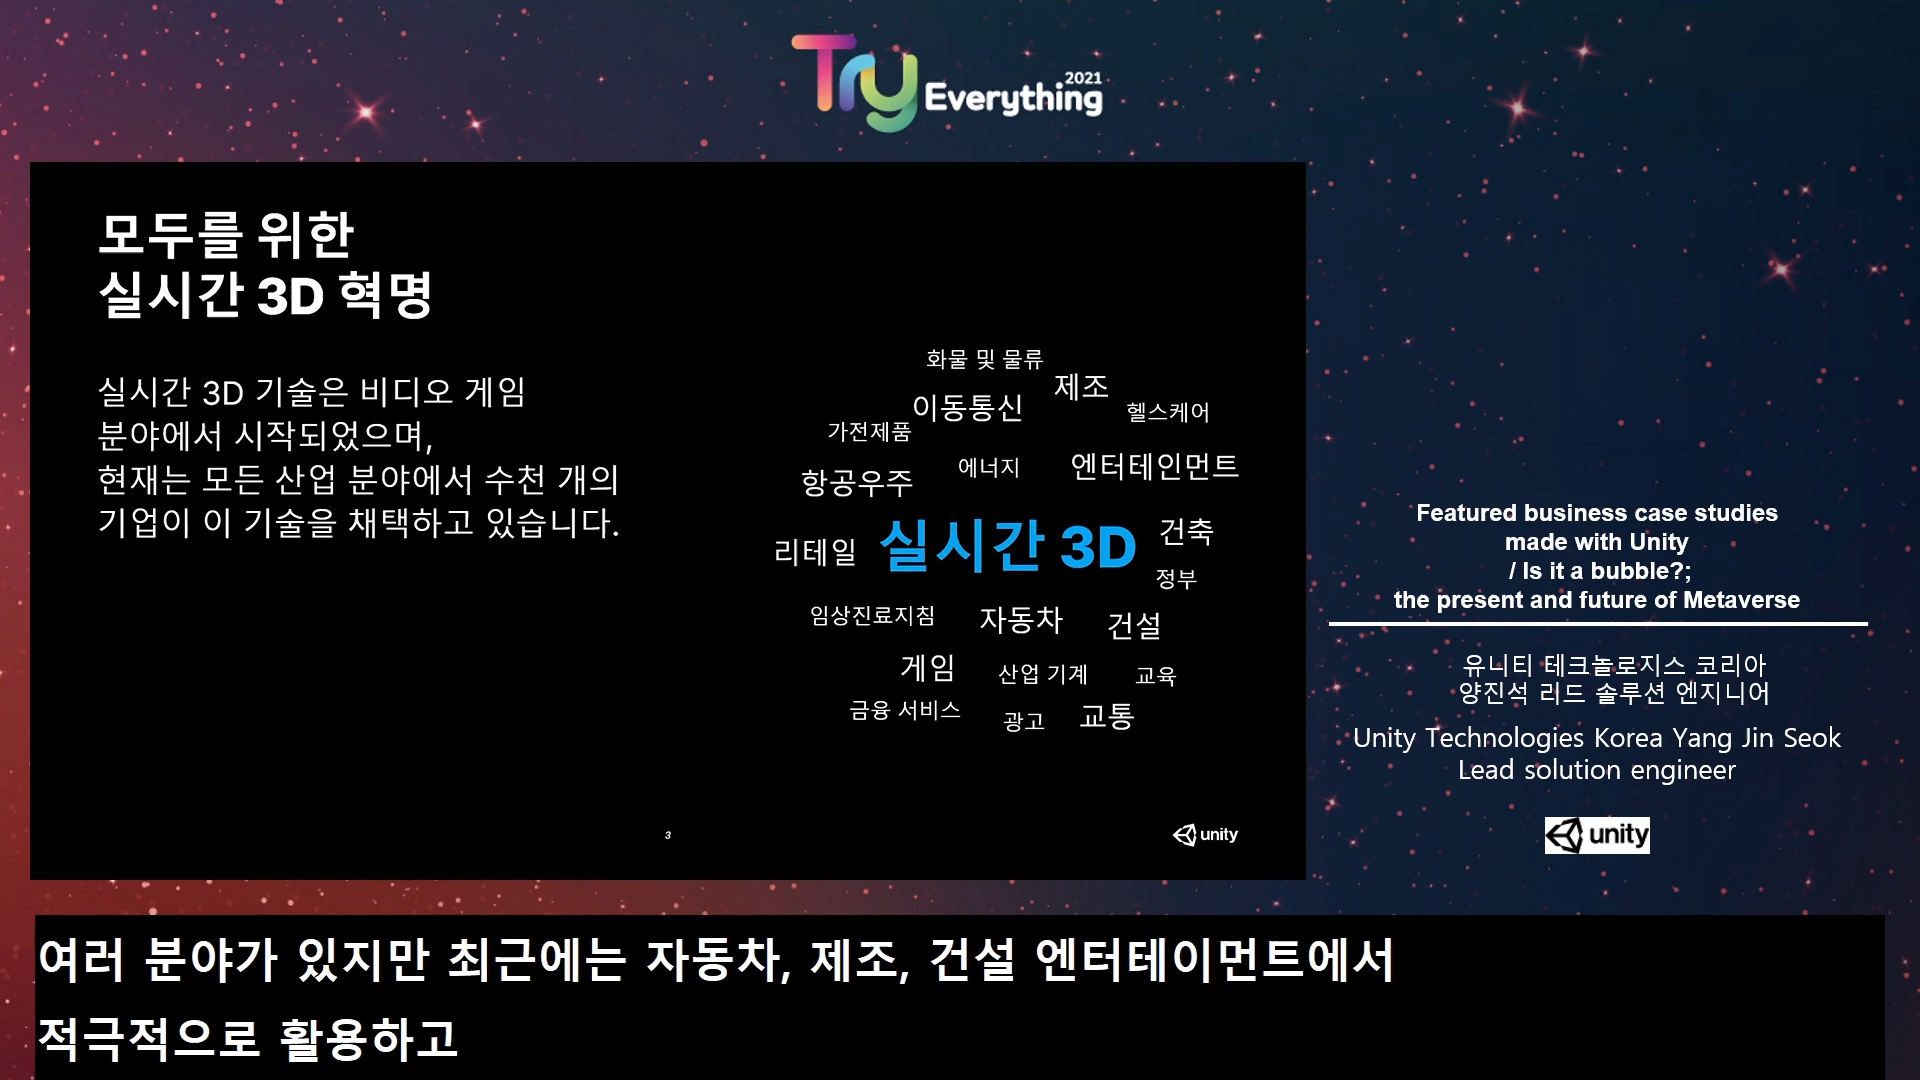 Try Everything 2021
모두를 위한
실시간 3D 혁명
실시간 3D 기술은 비디오 게임
분야에서 시작되었으며,
현재는 모든 산업 분야에서 수천 개의
기업이 이 기술을 채택하고 있습니다.
화물 및 물류
제조
이동통신
헬스케어
가전제품
에너지
엔터테인먼트
항공우주
건축
리테일
실시간 3D
정부
임상진료지침
자동차
건설
게임
산업 기계
교육
금융 서비스
광고
교통
3
unity
Featured business case studies
made with Unity
/ Is it a bubble?;
the present and future of Metaverse
유니티 테크놀로지스 코리아
양진석 리드 솔루션 엔지니어
Unity Technologies Korea Yang Jin Seok
Lead solution engineer
unity
여러 분야가 있지만 최근에는 자동차, 제조, 건설 엔터테이먼트에서
적극적으로 활용하고